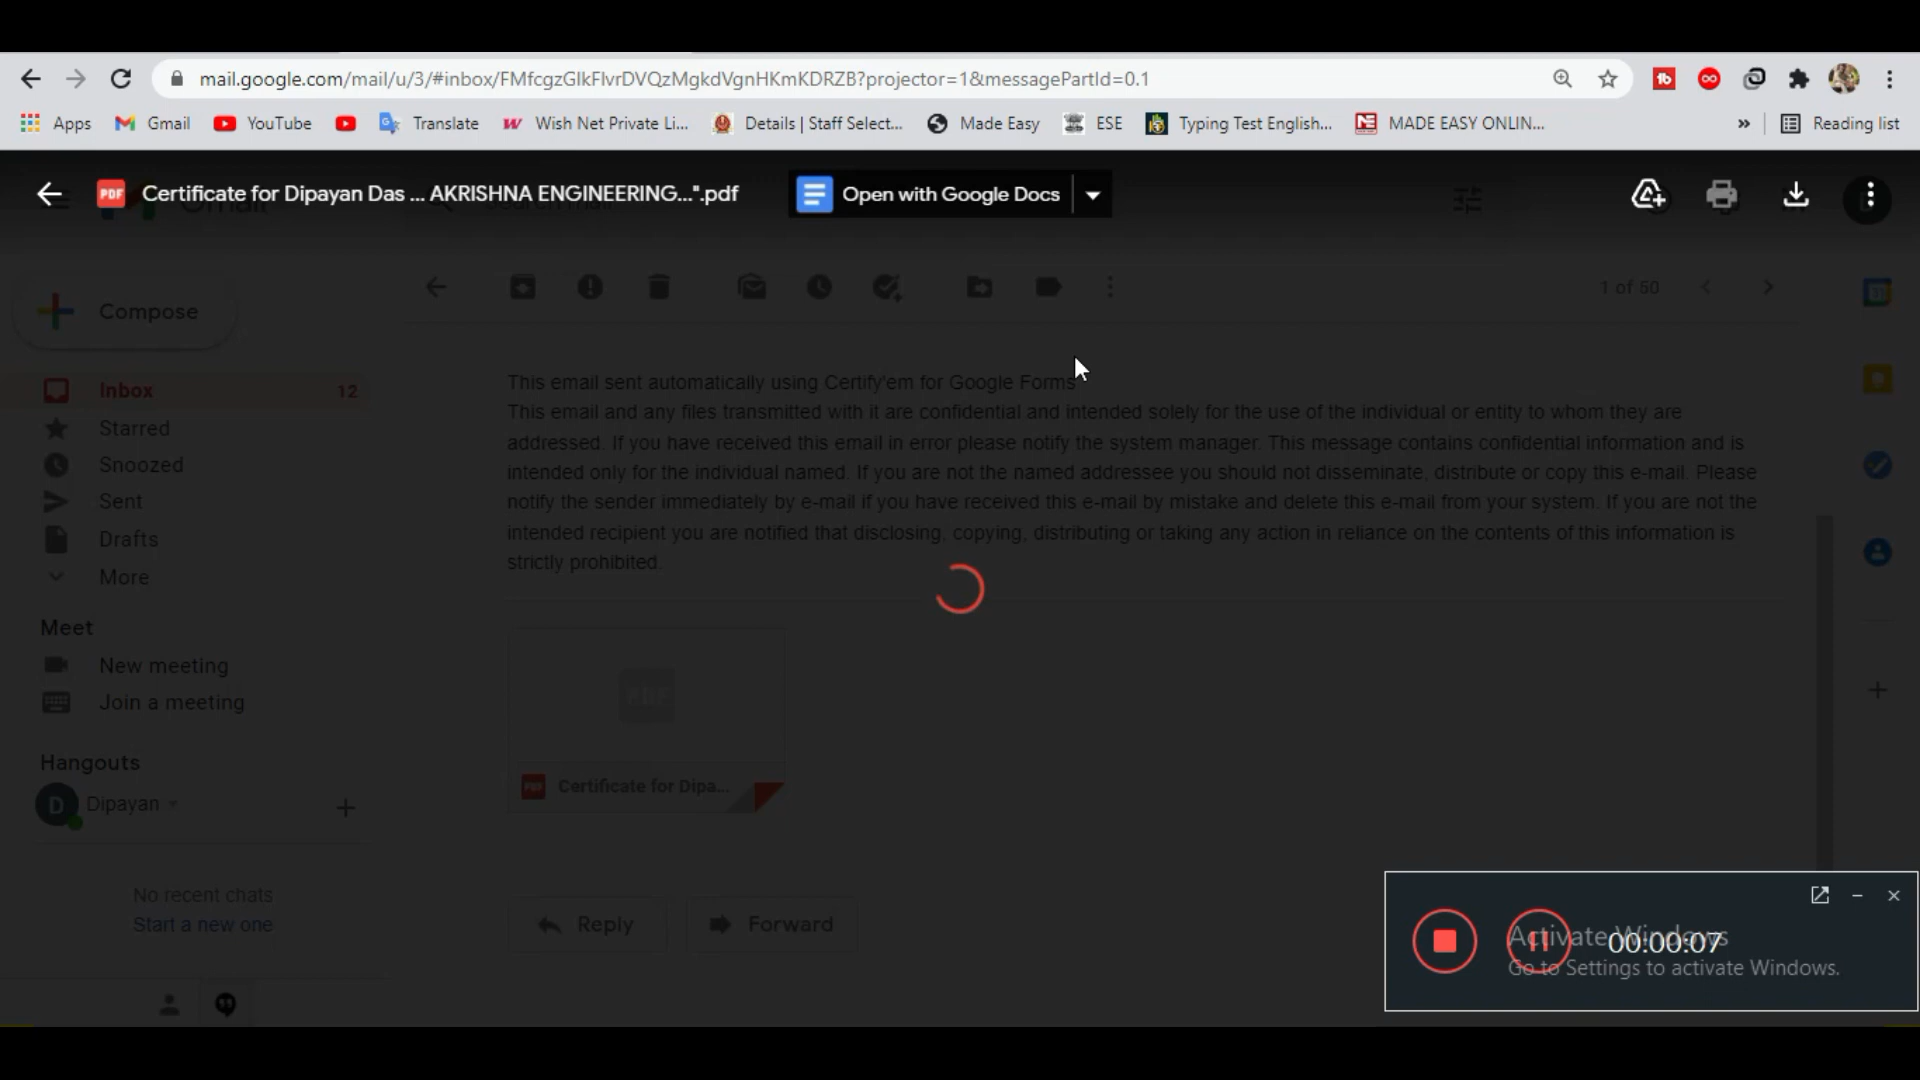 mail.google.com/mail/u/3/#inbox/FMfcgzGlkFlvrDVQzMgkdVgnHKmKDRZB?projector=1&messagePartId=0.1
Apps Gmail YouTube Translate Wish Net Private Li... Details | Staff Select... Made Easy ESE Typing Test English... MADE EASY ONLIN... » Reading list
PDF Certificate for Dipayan Das ... AKRISHNA ENGINEERING...".pdf Open with Google Docs
Compose
1 of 50
Inbox 12
Starred
Snoozed
Sent
Drafts
More
Meet
New meeting
Join a meeting
Hangouts
D Dipayan
No recent chats
Start a new one
This email sent automatically using Certify'em for Google Forms
This email and any files transmitted with it are confidential and intended solely for the use of the individual or entity to whom they are
addressed. If you have received this email in error please notify the system manager. This message contains confidential information and is
intended only for the individual named. If you are not the named addressee you should not disseminate, distribute or copy this e-mail. Please
notify the sender immediately by e-mail if you have received this e-mail by mistake and delete this e-mail from your system. If you are not the
intended recipient you are notified that disclosing, copying, distributing or taking any action in reliance on the contents of this information is
strictly prohibited.
PDF
PDF Certificate for Dipa...
Reply Forward
00:00:07
Activate Windows
Go to Settings to activate Windows.